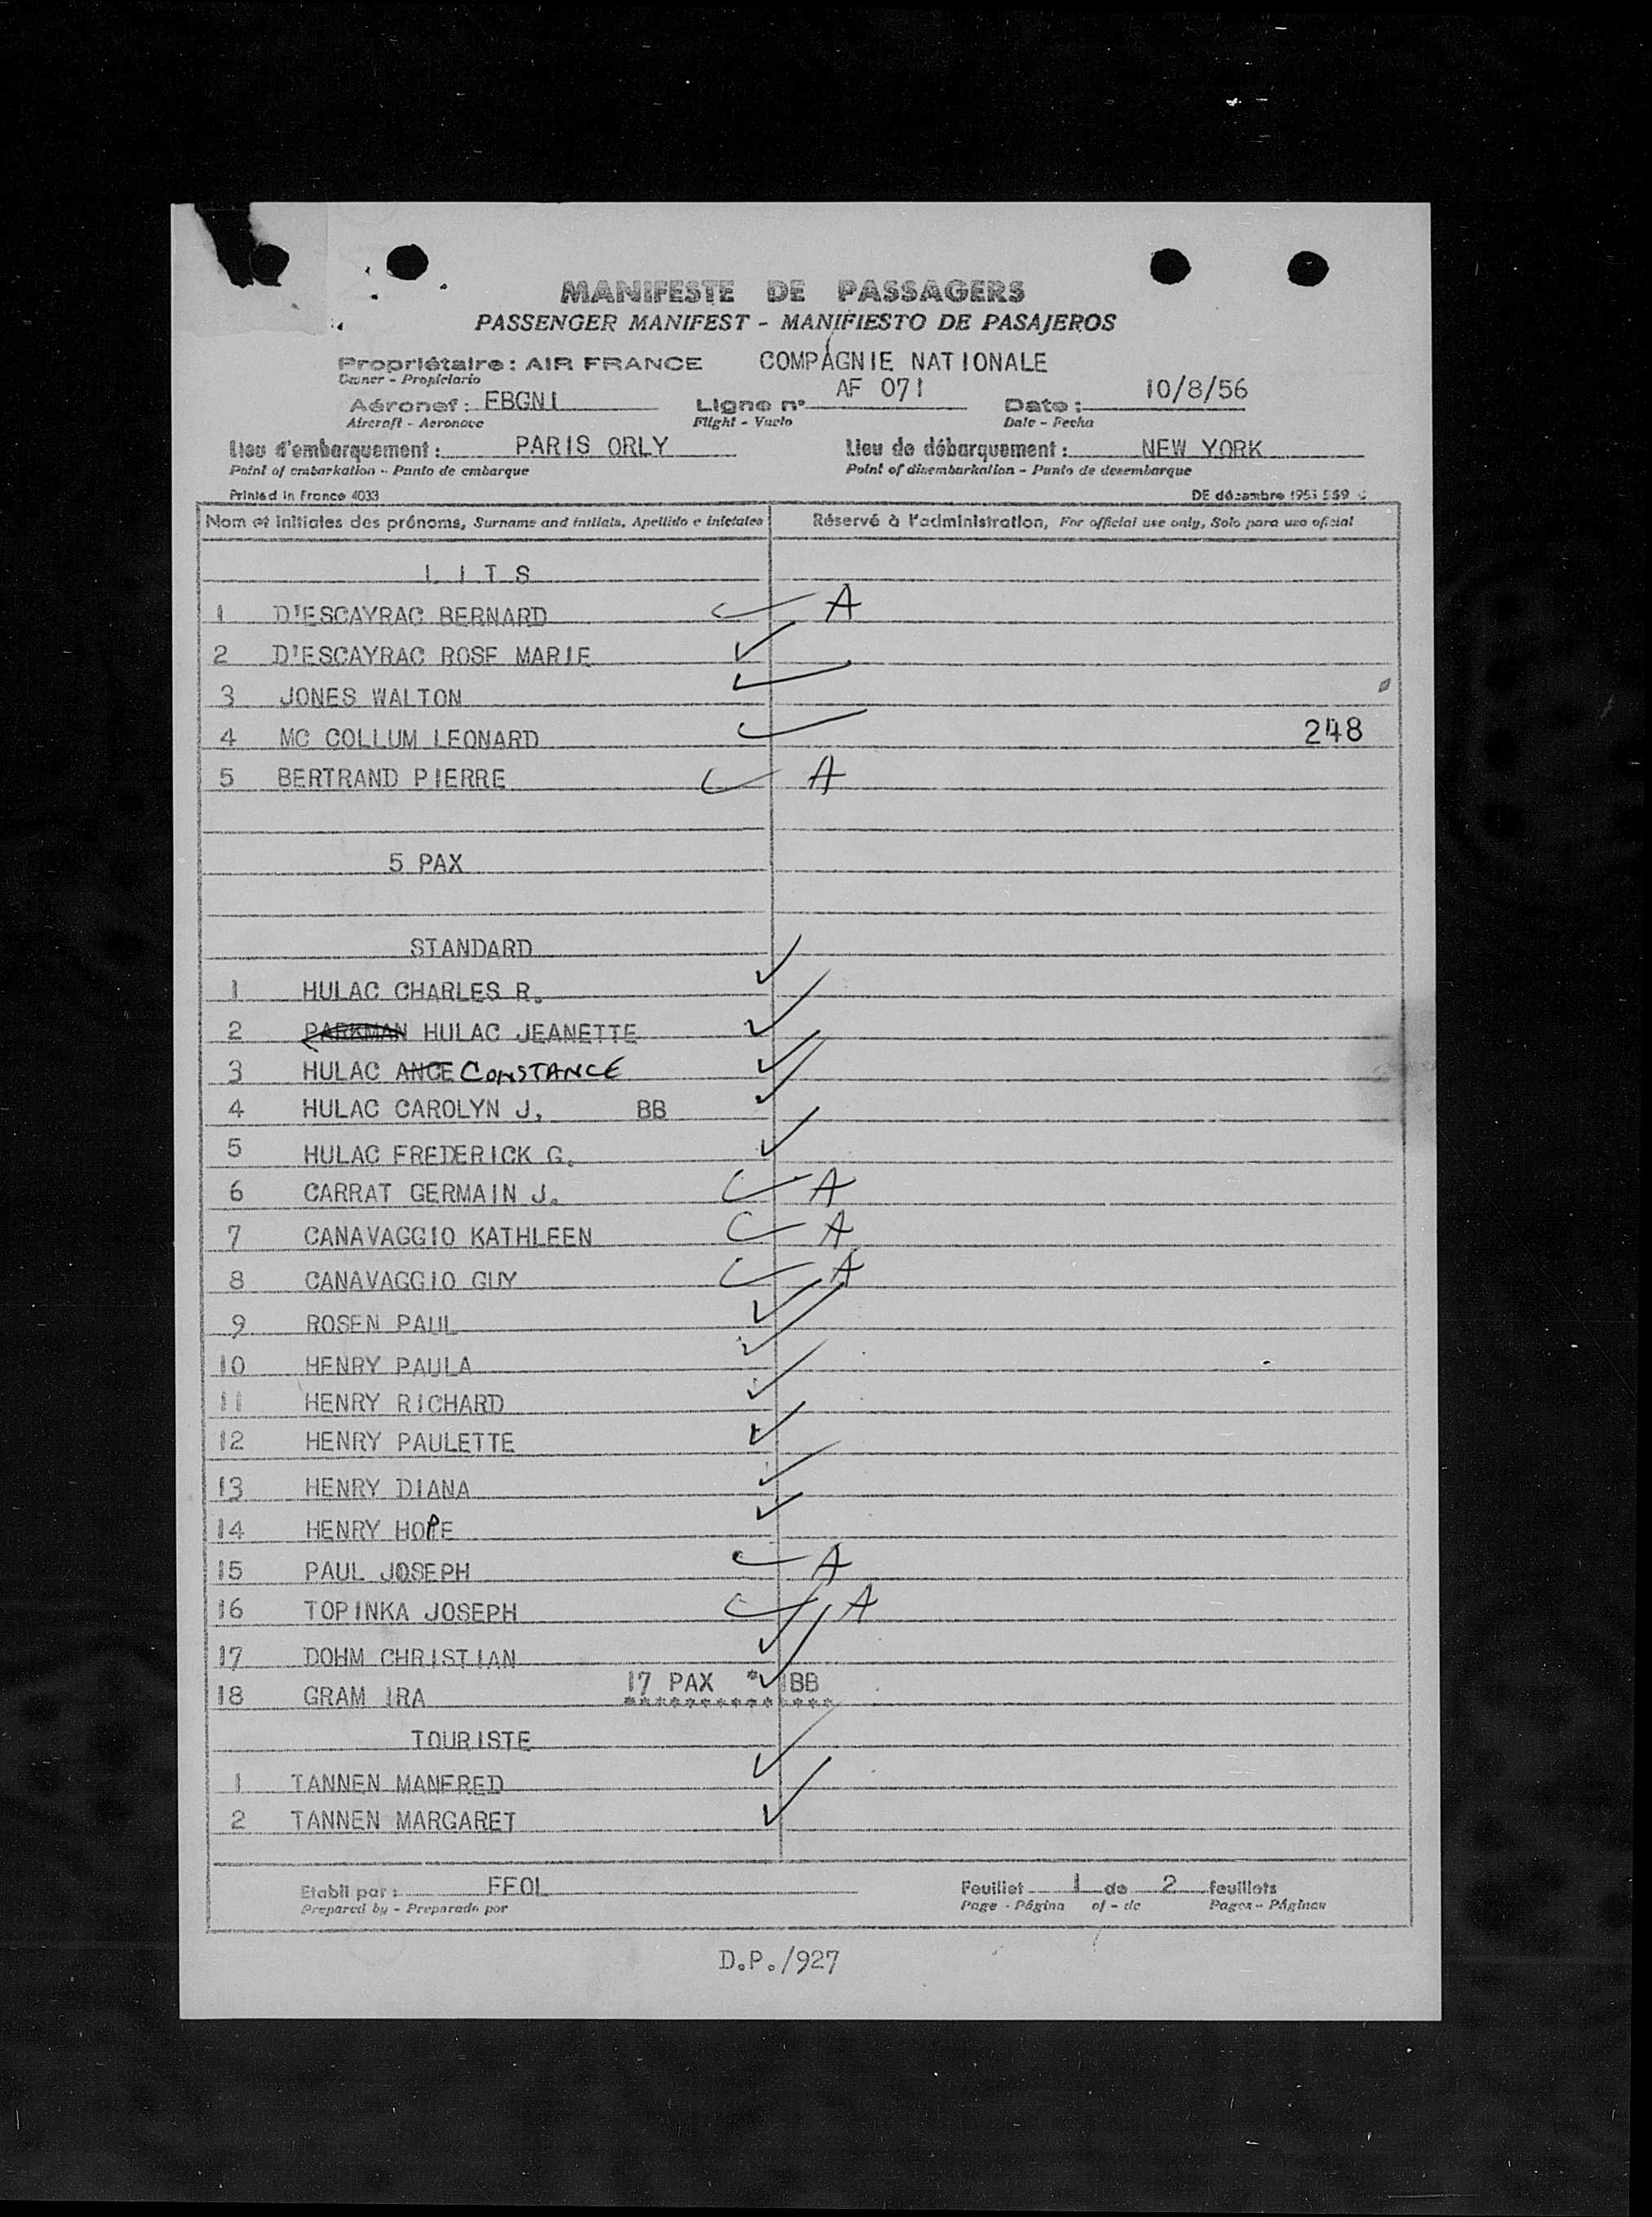 MANIFESTE DE PASSAGERS
PASSENGER MANIFEST - MANIFIESTO DE PASAJEROS
Propriétaire : AIR FRANCE COMPAGNIE NATIONALE
Owner - Propietario
Aéronef : FBGNI Ligne n° AF 071 Date : 10/8/56
Aircraft - Aeronave Flight - Vuelo Date - Fecha
Lieu d'embarquement : PARIS ORLY Lieu de débarquement : NEW YORK
Point of embarkation - Punto de embarque Point of disembarkation - Punto de desembarque
Printed in France 4033 DE décembre 1953 559
Nom et initiales des prénoms, Surname and initials, Apellido e iniciales Réservé à l'administration, For official use only, Solo para uso oficial
L I T S
1 D'ESCAYRAC BERNARD A
2 D'ESCAYRAC ROSE MARIE
3 JONES WALTON
4 MC COLLUM LEONARD 248
5 BERTRAND PIERRE A
5 PAX
STANDARD
1 HULAC CHARLES R.
2 PARKMAN HULAC JEANETTE
3 HULAC ANCE CONSTANCE
4 HULAC CAROLYN J, BB
5 HULAC FREDERICK G.
6 CARRAT GERMAIN J. A
7 CANAVAGGIO KATHLEEN A
8 CANAVAGGIO GUY A
9 ROSEN PAUL
10 HENRY PAULA
11 HENRY RICHARD
12 HENRY PAULETTE
13 HENRY DIANA
14 HENRY HOPE
15 PAUL JOSEPH A
16 TOPINKA JOSEPH A
17 DOHM CHRISTIAN
17 PAX * 1BB
18 GRAM IRA **************
TOURISTE
1 TANNEN MANFRED
2 TANNEN MARGARET
Etabli par : FFOL Feuillet 1 de 2 feuillets
Prepared by - Preparado por Page - Página of - de Pages - Páginas
D.P./927